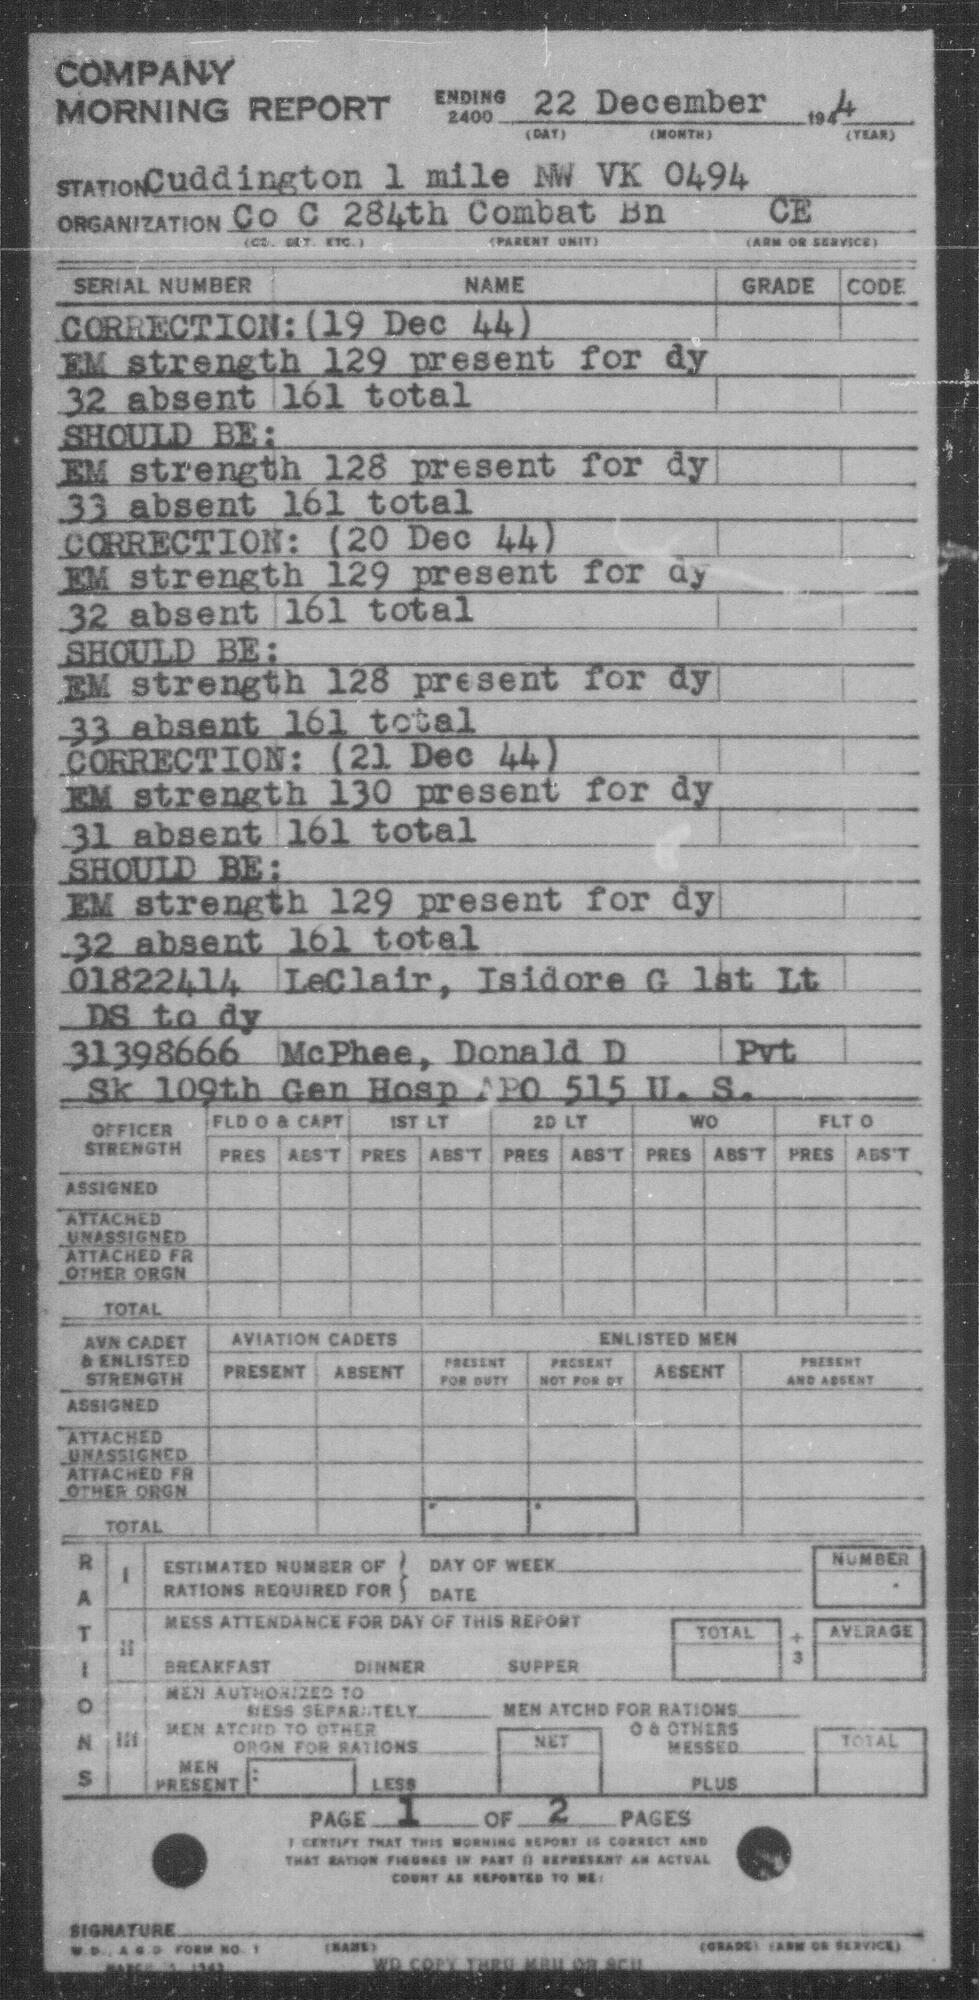 COMPANY
MORNING REPORT ENDING 2400 22 December 1944
(DAY) (MONTH) (YEAR)
STATION Cuddington 1 mile NW VK 0494
ORGANIZATION Co C 284th Combat Bn CE
(CO. DET. ETC.) (PARENT UNIT) (ARM OR SERVICE)
SERIAL NUMBER NAME GRADE CODE
CORRECTION:(19 Dec 44)
EM strength 129 present for dy
32 absent 161 total
SHOULD BE:
EM strength 128 present for dy
33 absent 161 total
CORRECTION: (20 Dec 44)
EM strength 129 present for dy
32 absent 161 total
SHOULD BE:
EM strength 128 present for dy
33 absent 161 total
CORRECTION: (21 Dec 44)
EM strength 130 present for dy
31 absent 161 total
SHOULD BE:
EM strength 129 present for dy
32 absent 161 total
01822414 LeClair, Isidore G 1st Lt
DS to dy
31398666 McPhee, Donald D Pvt
Sk 109th Gen Hosp APO 515 U. S.
OFFICER STRENGTH FLD O & CAPT 1ST LT 2D LT WO FLT O
PRES ABS'T PRES ABS'T PRES ABS'T PRES ABS'T PRES ABS'T
ASSIGNED
ATTACHED UNASSIGNED
ATTACHED FR OTHER ORGN
TOTAL
AVN CADET & ENLISTED STRENGTH AVIATION CADETS ENLISTED MEN
PRESENT ABSENT PRESENT FOR DUTY PRESENT NOT FOR DY ABSENT PRESENT AND ABSENT
ASSIGNED
ATTACHED UNASSIGNED
ATTACHED FR OTHER ORGN
TOTAL
RATIONS
I ESTIMATED NUMBER OF RATIONS REQUIRED FOR } DAY OF WEEK NUMBER
DATE
II MESS ATTENDANCE FOR DAY OF THIS REPORT TOTAL ÷ 3 AVERAGE
BREAKFAST DINNER SUPPER
III MEN AUTHORIZED TO MESS SEPARATELY MEN ATCHD FOR RATIONS
MEN ATCHD TO OTHER ORGN FOR RATIONS NET O & OTHERS MESSED TOTAL
MEN PRESENT LESS PLUS
PAGE 1 OF 2 PAGES
I CERTIFY THAT THIS MORNING REPORT IS CORRECT AND
THAT RATION FIGURES IN PART II REPRESENT AN ACTUAL
COUNT AS REPORTED TO ME:
SIGNATURE
W.D., A.G.O. FORM NO. 1 (NAME) (GRADE) (ARM OR SERVICE)
WD COPY THRU MRU OR SCU